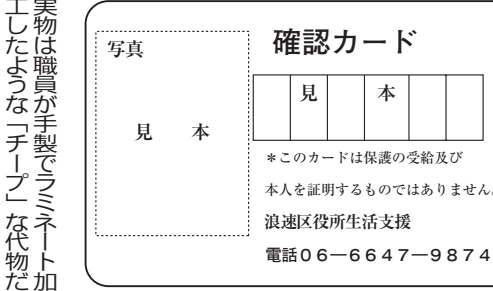 実物は職員が手製でラミネート加
工したような「チープ」な代物だ
写真
見 本
確認カード
見 本
＊このカードは保護の受給及び
本人を証明するものではありません。
浪速区役所生活支援
電話０６―６６４７―９８７４